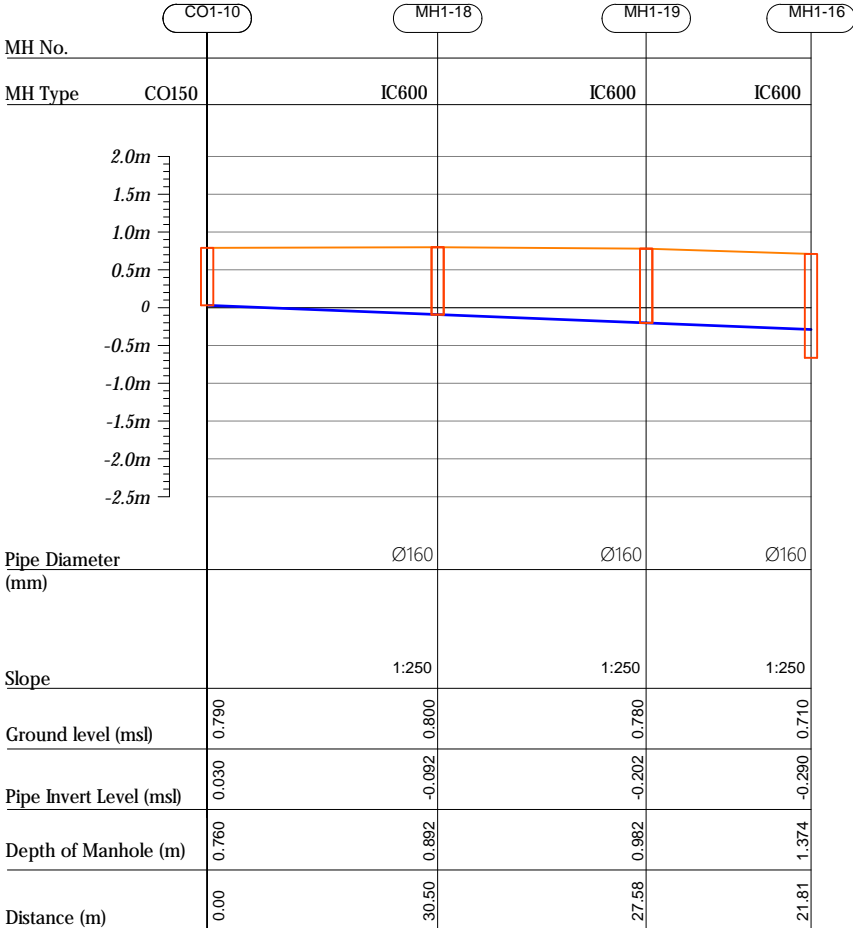 CO1-10 MH1-18 MH1-19 MH1-16
MH No.
MH Type CO150 IC600 IC600 IC600
2.0m
1.5m
1.0m
0.5m
0
-0.5m
-1.0m
-1.5m
-2.0m
-2.5m
Pipe Diameter Ø160 Ø160 Ø160
(mm)
Slope 1:250 1:250 1:250
Ground level (msl) 0.790 0.800 0.780 0.710
Pipe Invert Level (msl) 0.030 -0.092 -0.202 -0.290
Depth of Manhole (m) 0.760 0.892 0.982 1.374
Distance (m) 0.00 30.50 27.58 21.81